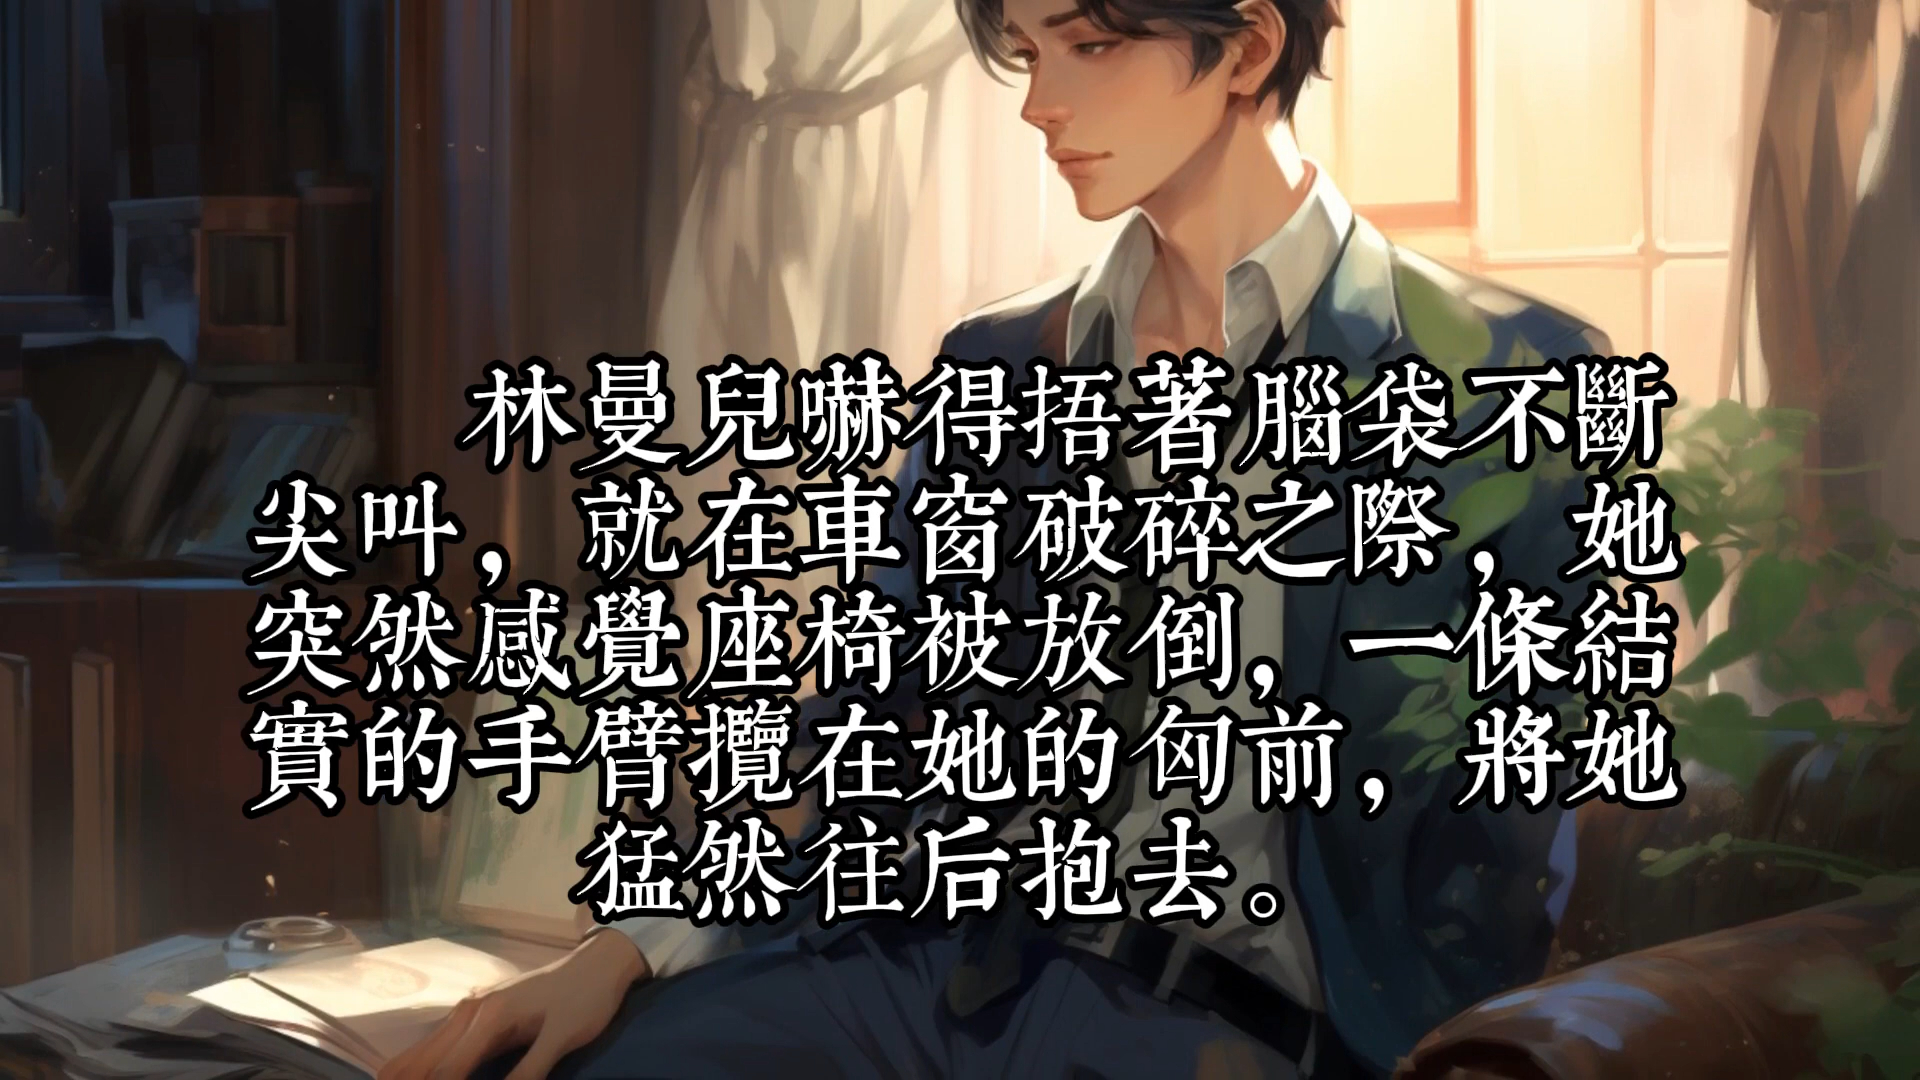 林曼兒嚇得捂著腦袋不斷
尖叫，就在車窗破碎之際，她
突然感覺座椅被放倒，一條結
實的手臂攬在她的匈前，將她
猛然往后抱去。